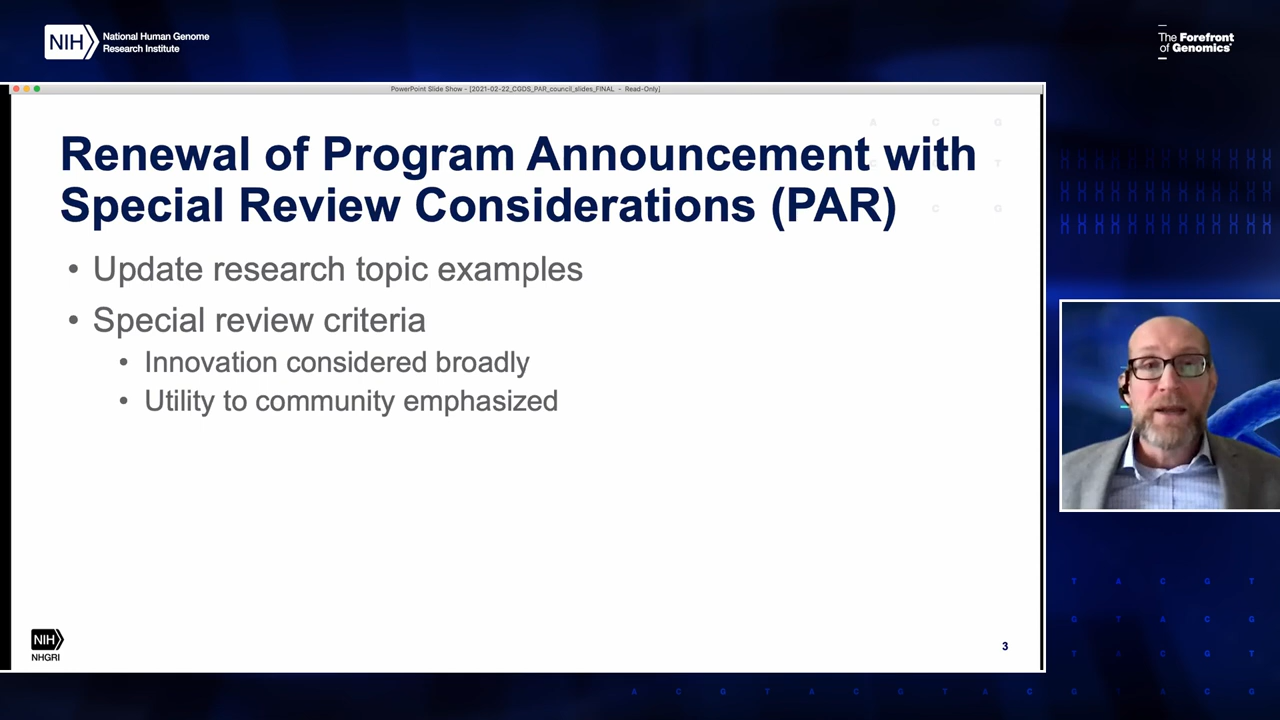 NIH
National Human Genome
Research Institute
The Forefront
of Genomics®
PowerPoint Slide Show - [2021-02-22_CGDS_PAR_council_slides_FINAL - Read-Only]
A C G
Renewal of Program Announcement with
T
Special Review Considerations (PAR)
C G
• Update research topic examples
• Special review criteria
• Innovation considered broadly
• Utility to community emphasized
NIH
NHGRI
3
T A C G T
G T A C G
T A C G T
A C G T A C G T A C G T A C G